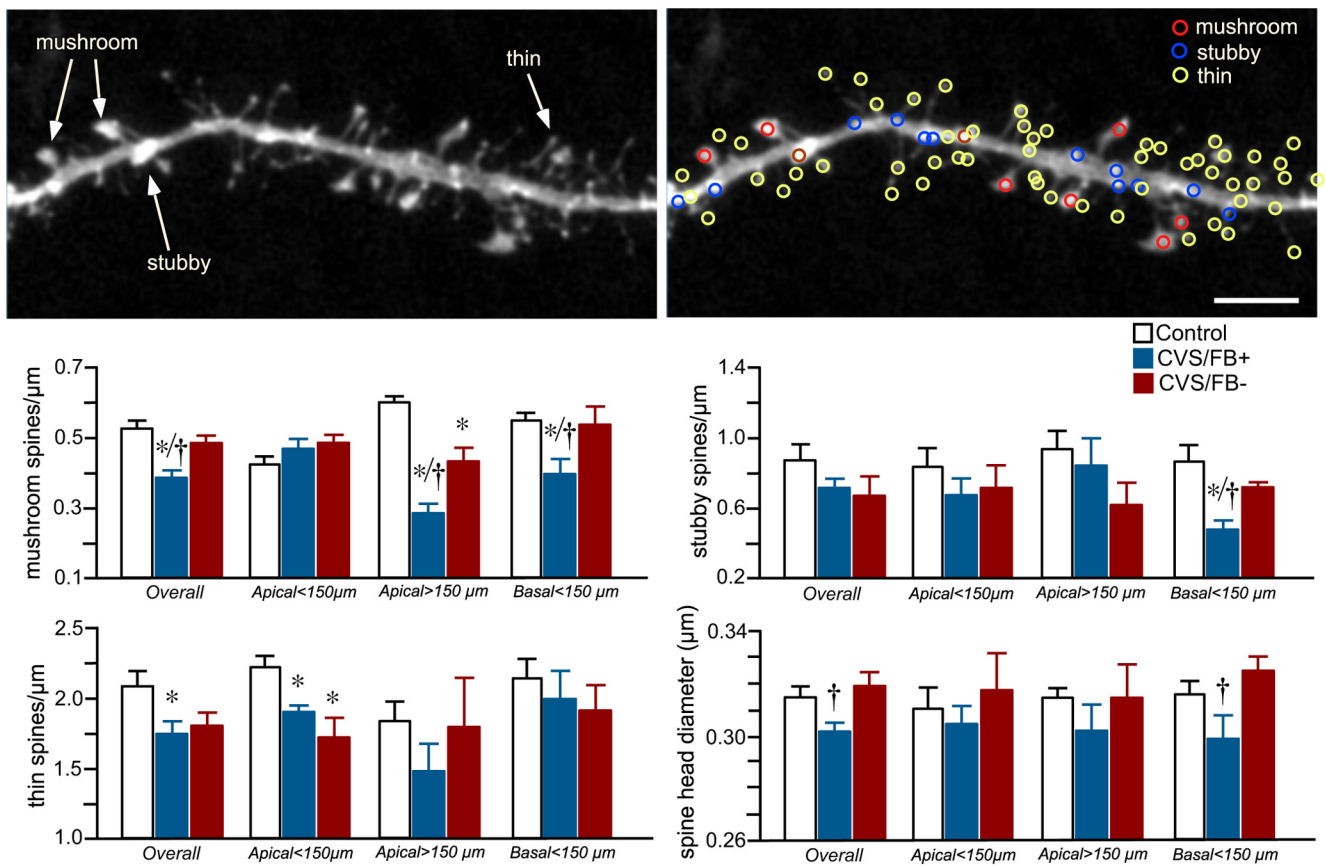 mushroom
thin
stubby
mushroom
stubby
thin
Control
CVS/FB+
CVS/FB-
mushroom spines/µm
0.7
0.5
0.3
0.1
*/†
*/†
*
*/†
Overall
Apical<150µm
Apical>150 µm
Basal<150 µm
stubby spines/µm
1.4
1.0
0.6
0.2
*/†
Overall
Apical<150µm
Apical>150 µm
Basal<150 µm
thin spines/µm
2.5
2.0
1.5
1.0
*
*
*
Overall
Apical<150µm
Apical>150 µm
Basal<150 µm
spine head diameter (µm)
0.34
0.30
0.26
†
†
Overall
Apical<150µm
Apical>150 µm
Basal<150 µm